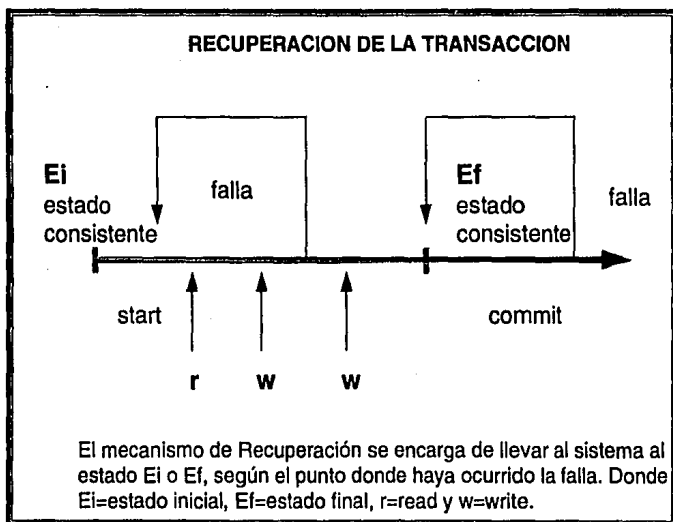 RECUPERACION DE LA TRANSACCION
Ei
estado
consistente
falla
Ef
estado
consistente
falla
start
commit
r w w
El mecanismo de Recuperación se encarga de llevar al sistema al
estado Ei o Ef, según el punto donde haya ocurrido la falla. Donde
Ei=estado inicial, Ef=estado final, r=read y w=write.